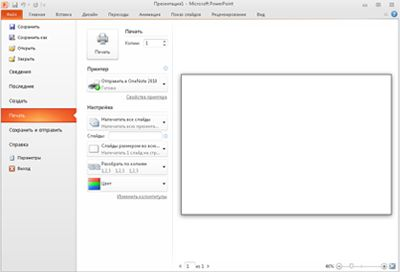 Презентация1 - Microsoft PowerPoint
Файл Главная Вставка Дизайн Переходы Анимация Показ слайдов Рецензирование Вид
Сохранить
Сохранить как
Открыть
Закрыть
Сведения
Последние
Создать
Печать
Сохранить и отправить
Справка
Параметры
Выход
Печать
Печать
Копии: 1
Принтер
Отправить в OneNote 2010
Готово
Свойства принтера
Настройка
Напечатать все слайды
Напечатать всю презента...
Слайды:
Слайды размером во всю...
Напечатать 1 слайд на стр...
Разобрать по копиям
1,2,3 1,2,3 1,2,3
Цвет
Изменить колонтитулы
1 из 1
46%